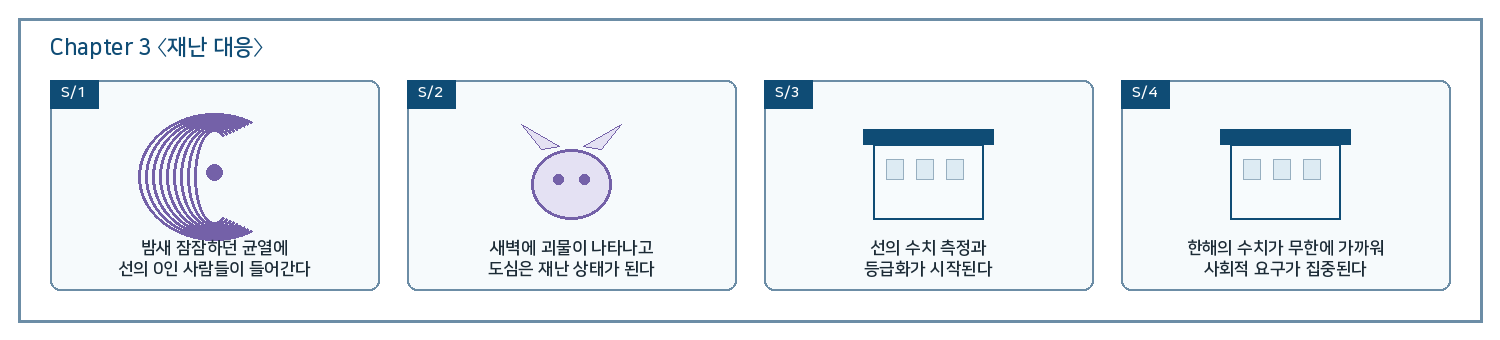 Chapter 3 〈재난 대응〉
S/1
밤새 잠잠하던 균열에
선의 0인 사람들이 들어간다
S/2
새벽에 괴물이 나타나고
도심은 재난 상태가 된다
S/3
선의 수치 측정과
등급화가 시작된다
S/4
한해의 수치가 무한에 가까워
사회적 요구가 집중된다